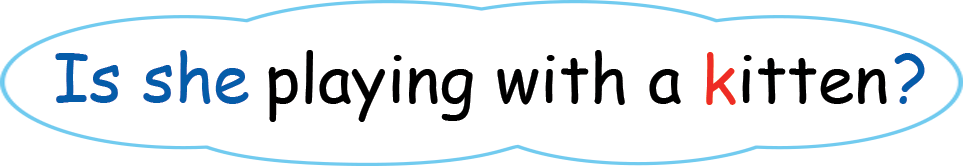 Is she playing with a kitten?